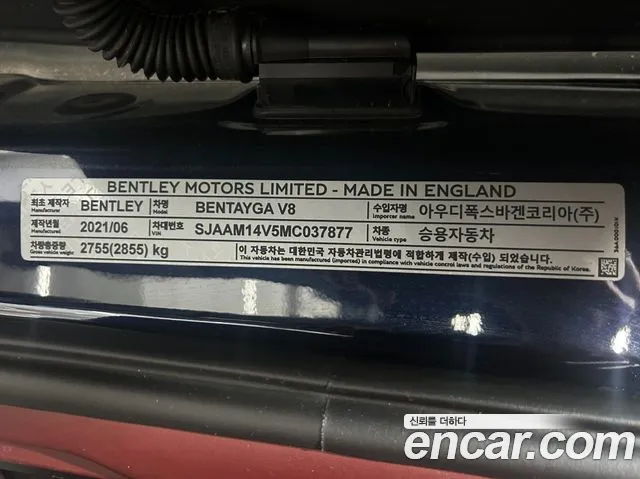 BENTLEY MOTORS LIMITED - MADE IN ENGLAND
최초 제작자 Manufacturer BENTLEY 차명 Model BENTAYGA V8 수입자명 Importer name 아우디폭스바겐코리아(주)
제작년월 Manufactured 2021/06 차대번호 VIN SJAAM14V5MC037877 차종 Vehicle type 승용자동차
차량총중량 Gross vehicle weight 2755(2855) kg 이 자동차는 대한민국 자동차관리법령에 적합하게 제작(수입) 되었습니다.
This vehicle was manufactured(imported) in compliance with vehicle control laws and regulations of the Republic of Korea.
신뢰를 더하다
encar.com